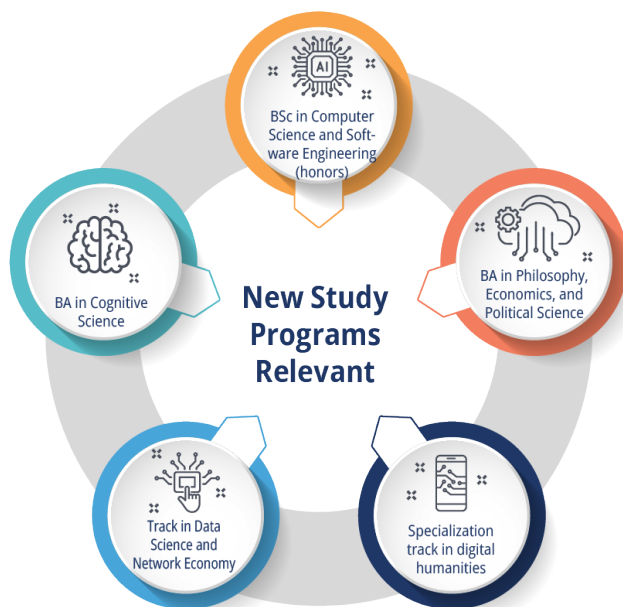 AI
BSc in Computer
Science and Soft-
ware Engineering
(honors)
BA in Philosophy,
Economics, and
Political Science
BA in Cognitive
Science
New Study
Programs
Relevant
Track in Data
Science and
Network Economy
Specialization
track in digital
humanities